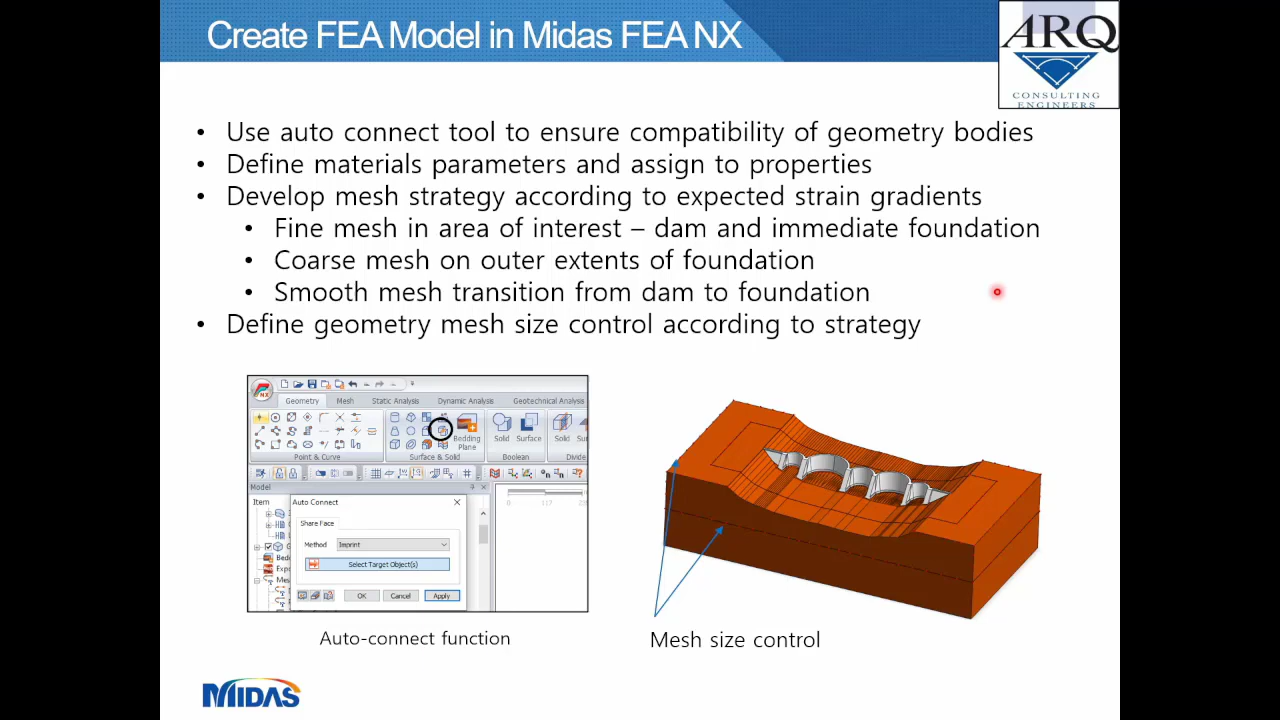 Create FEA Model in Midas FEA NX
ARQ
CONSULTING
ENGINEERS
• Use auto connect tool to ensure compatibility of geometry bodies
• Define materials parameters and assign to properties
• Develop mesh strategy according to expected strain gradients
• Fine mesh in area of interest – dam and immediate foundation
• Coarse mesh on outer extents of foundation
• Smooth mesh transition from dam to foundation
• Define geometry mesh size control according to strategy
NX
Geometry Mesh Static Analysis Dynamic Analysis Geotechnical Analysis
Bedding Plane
Solid Surface Solid
Point & Curve Surface & Solid Boolean Divide
Model
Item
Auto Connect
0 117
Share Face
Method Imprint
Select Target Object(s)
OK Cancel Apply
Auto-connect function
Mesh size control
MIDAS